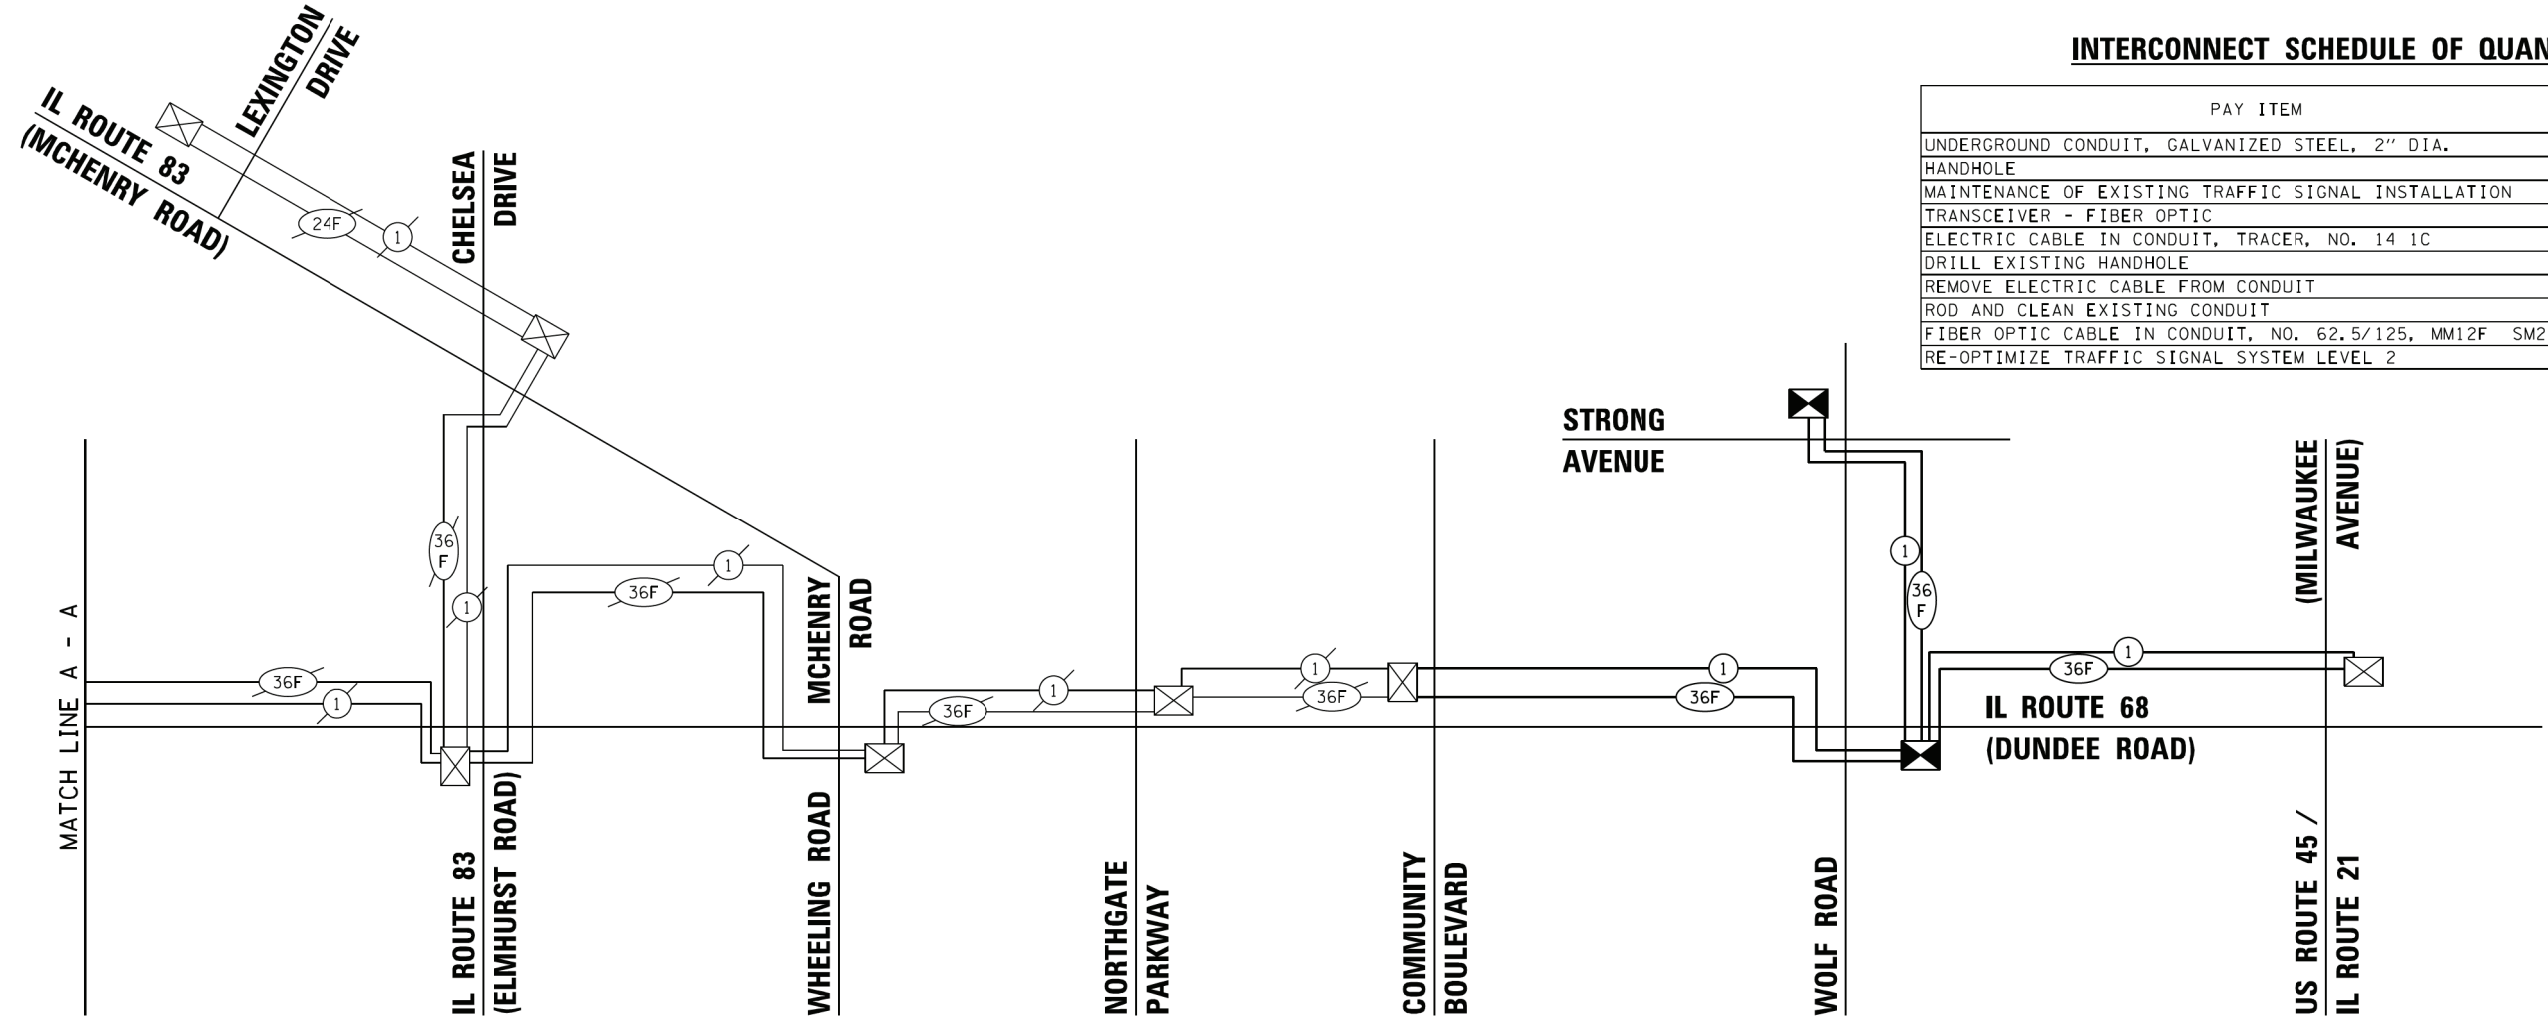 INTERCONNECT SCHEDULE OF QUAN
PAY ITEM
UNDERGROUND CONDUIT, GALVANIZED STEEL, 2" DIA.
HANDHOLE
MAINTENANCE OF EXISTING TRAFFIC SIGNAL INSTALLATION
TRANSCEIVER - FIBER OPTIC
ELECTRIC CABLE IN CONDUIT, TRACER, NO. 14 1C
DRILL EXISTING HANDHOLE
REMOVE ELECTRIC CABLE FROM CONDUIT
ROD AND CLEAN EXISTING CONDUIT
FIBER OPTIC CABLE IN CONDUIT, NO. 62.5/125, MM12F SM2
RE-OPTIMIZE TRAFFIC SIGNAL SYSTEM LEVEL 2
LEXINGTON
DRIVE
IL ROUTE 83
(MCHENRY ROAD)
24F
1
CHELSEA
DRIVE
36
F
1
MATCH LINE A - A
36F
1
IL ROUTE 83
(ELMHURST ROAD)
1
36F
MCHENRY
ROAD
WHEELING ROAD
1
36F
NORTHGATE
PARKWAY
1
36F
COMMUNITY
BOULEVARD
1
36F
STRONG
AVENUE
1
36
F
WOLF ROAD
1
36F
IL ROUTE 68
(DUNDEE ROAD)
(MILWAUKEE
AVENUE)
US ROUTE 45 /
IL ROUTE 21